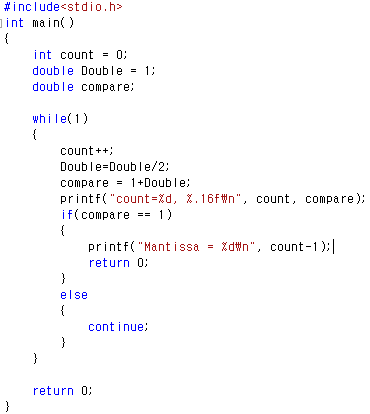 #include<stdio.h>
int main()
{
    int count = 0;
    double Double = 1;
    double compare;

    while(1)
    {
        count++;
        Double=Double/2;
        compare = 1+Double;
        printf("count=%d, %.16f₩n", count, compare);
        if(compare == 1)
        {
            printf("Mantissa = %d₩n", count-1);
            return 0;
        }
        else
        {
            continue;
        }
    }

    return 0;
}